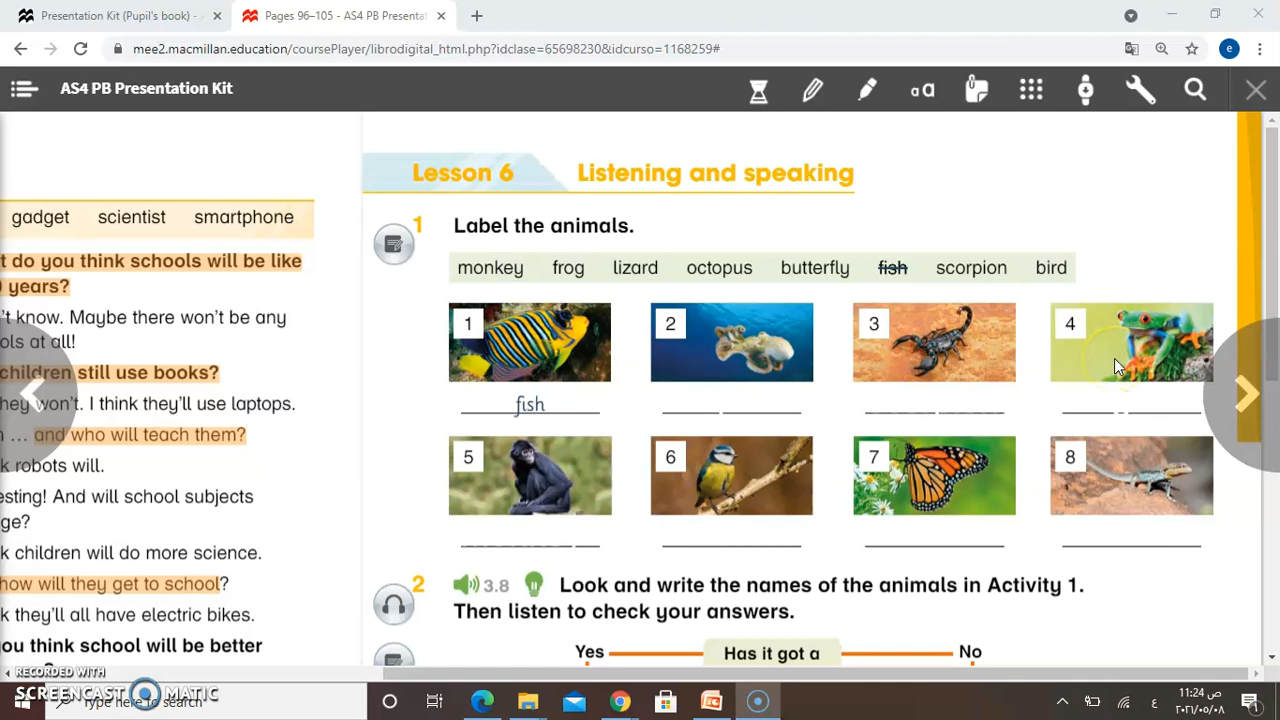 Presentation Kit (Pupil's book) -
Pages 96–105 - AS4 PB Presentat
e
mee2.macmillan.education/coursePlayer/librodigital_html.php?idclase=65698230&idcurso=1168259#
AS4 PB Presentation Kit
aa
gadget scientist smartphone
t do you think schools will be like
years?
't know. Maybe there won't be any
ols at all!
children still use books?
hey won't. I think they'll use laptops.
... and who will teach them?
k robots will.
esting! And will school subjects
ge?
k children will do more science.
how will they get to school?
k they'll all have electric bikes.
you think school will be better
Lesson 6 Listening and speaking
1 Label the animals.
monkey frog lizard octopus butterfly fish scorpion bird
1 2 3 4
fish
5 6 7 8
2 3.8 Look and write the names of the animals in Activity 1.
Then listen to check your answers.
Yes Has it got a No
RECORDED WITH
SCREENCAST MATIC
Type here to search
ع
11:24 ص
٢٠٢١/٠٥/٠٨